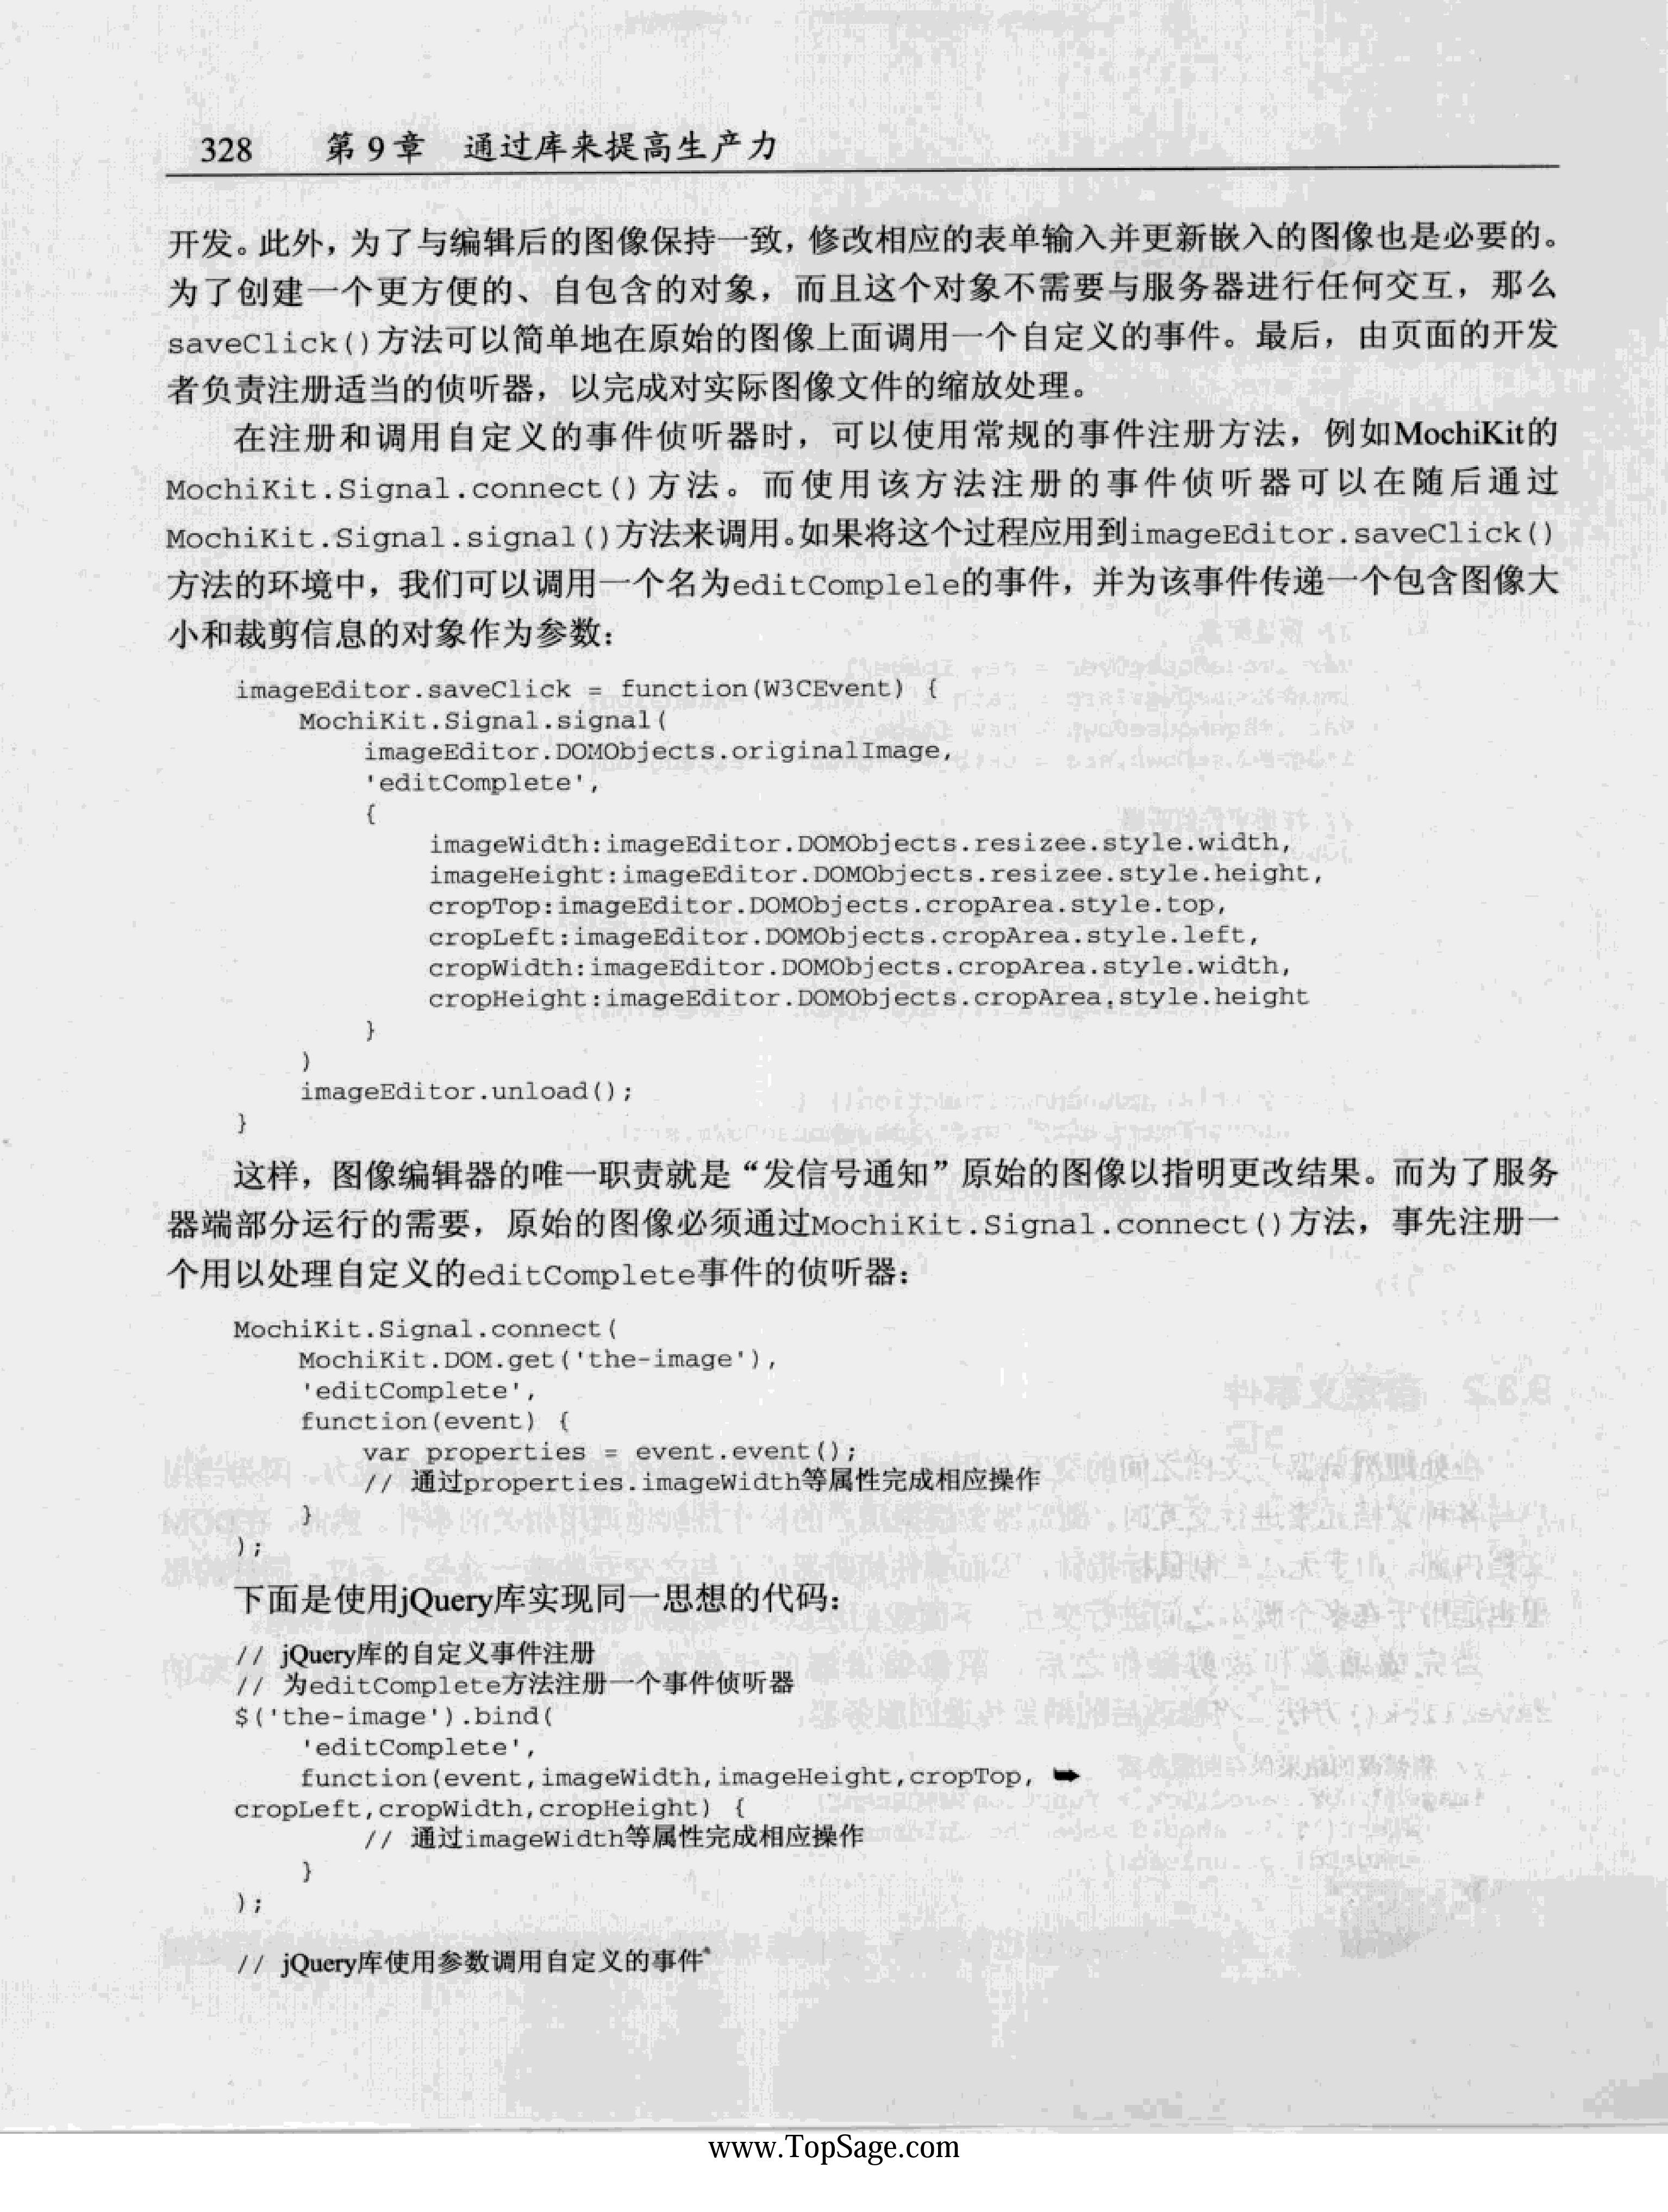 328 第 9 章 通过库来提高生产力
开发。此外，为了与编辑后的图像保持一致，修改相应的表单输入并更新嵌入的图像也是必要的。
为了创建一个更方便的、自包含的对象，而且这个对象不需要与服务器进行任何交互，那么
saveClick()方法可以简单地在原始的图像上面调用一个自定义的事件。最后，由页面的开发
者负责注册适当的侦听器，以完成对实际图像文件的缩放处理。
在注册和调用自定义的事件侦听器时，可以使用常规的事件注册方法，例如MochiKit的
MochiKit.Signal.connect()方法。而使用该方法注册的事件侦听器可以在随后通过
MochiKit.Signal.signal()方法来调用。如果将这个过程应用到imageEditor.saveClick()
方法的环境中，我们可以调用一个名为editComplele的事件，并为该事件传递一个包含图像大
小和裁剪信息的对象作为参数：
imageEditor.saveClick = function(W3CEvent) {
    MochiKit.Signal.signal(
        imageEditor.DOMObjects.originalImage,
        'editComplete',
        {
            imageWidth:imageEditor.DOMObjects.resizee.style.width,
            imageHeight:imageEditor.DOMObjects.resizee.style.height,
            cropTop:imageEditor.DOMObjects.cropArea.style.top,
            cropLeft:imageEditor.DOMObjects.cropArea.style.left,
            cropWidth:imageEditor.DOMObjects.cropArea.style.width,
            cropHeight:imageEditor.DOMObjects.cropArea.style.height
        }
    )
    imageEditor.unload();
}
这样，图像编辑器的唯一职责就是“发信号通知”原始的图像以指明更改结果。而为了服务
器端部分运行的需要，原始的图像必须通过MochiKit.Signal.connect()方法，事先注册一
个用以处理自定义的editComplete事件的侦听器：
MochiKit.Signal.connect(
    MochiKit.DOM.get('the-image'),
    'editComplete',
    function(event) {
        var properties = event.event();
        // 通过properties.imageWidth等属性完成相应操作
    }
);
下面是使用jQuery库实现同一思想的代码：
// jQuery库的自定义事件注册
// 为editComplete方法注册一个事件侦听器
$('the-image').bind(
    'editComplete',
    function(event,imageWidth,imageHeight,cropTop, ➥
cropLeft,cropWidth,cropHeight) {
        // 通过imageWidth等属性完成相应操作
    }
);
// jQuery库使用参数调用自定义的事件
www.TopSage.com